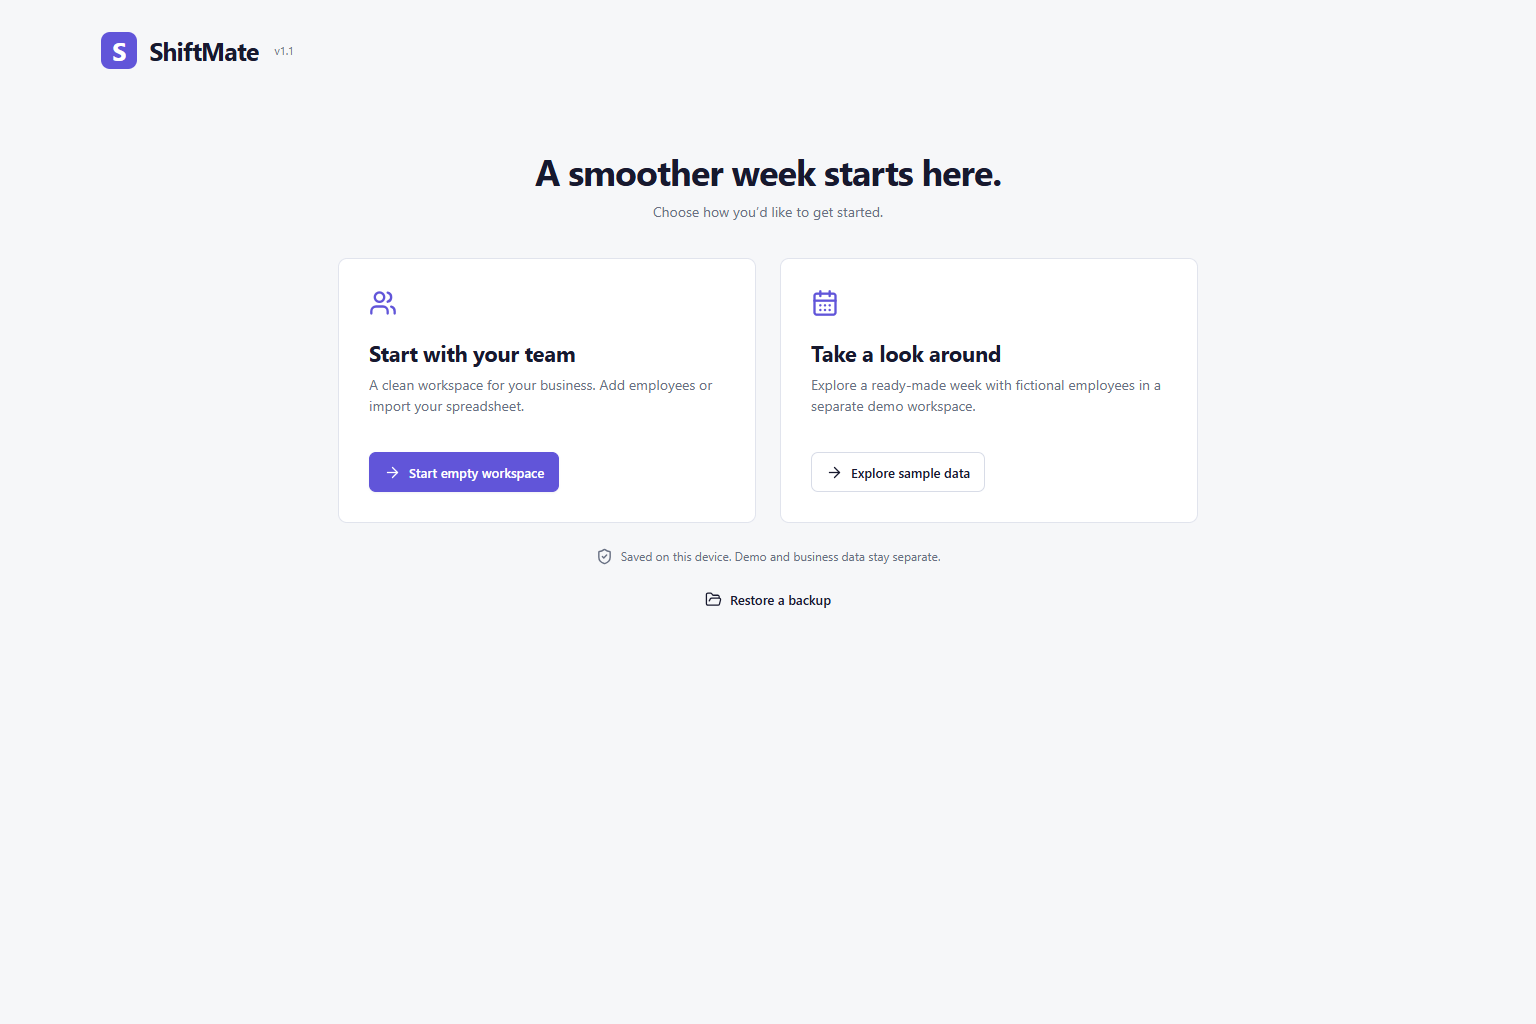 S ShiftMate v1.1
A smoother week starts here.
Choose how you'd like to get started.
Start with your team
A clean workspace for your business. Add employees or
import your spreadsheet.
Start empty workspace
Take a look around
Explore a ready-made week with fictional employees in a
separate demo workspace.
Explore sample data
Saved on this device. Demo and business data stay separate.
Restore a backup